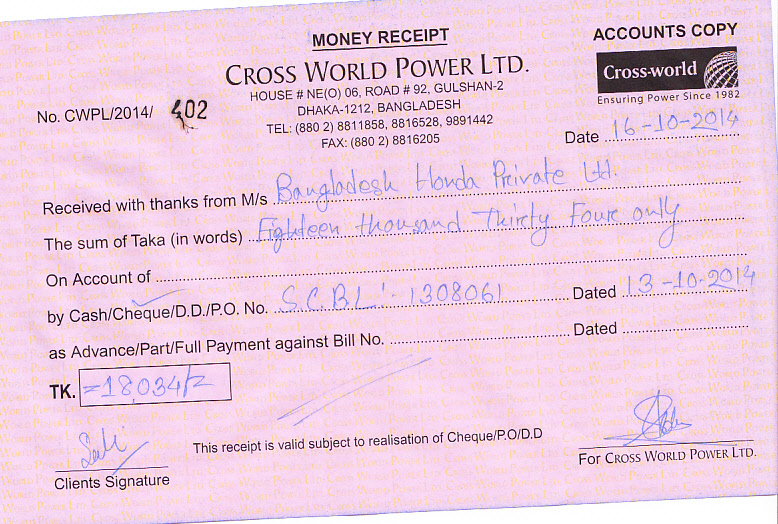 MONEY RECEIPT
ACCOUNTS COPY
CROSS WORLD POWER LTD.
Cross-world
Ensuring Power Since 1982
HOUSE # NE(O) 06, ROAD # 92, GULSHAN-2
DHAKA-1212, BANGLADESH
TEL: (880 2) 8811858, 8816528, 9891442
FAX: (880 2) 8816205
No. CWPL/2014/ 402
Date 16-10-2014
Received with thanks from M/s Bangladesh Honda Private Ltd.
The sum of Taka (in words) Eighteen thousand Thirty Four only
On Account of
by Cash/Cheque/D.D./P.O. No. S.C.B.L :- 1308061 Dated 13-10-2014
as Advance/Part/Full Payment against Bill No. Dated
TK. =18,034/=
This receipt is valid subject to realisation of Cheque/P.O/D.D
Clients Signature
For CROSS WORLD POWER LTD.